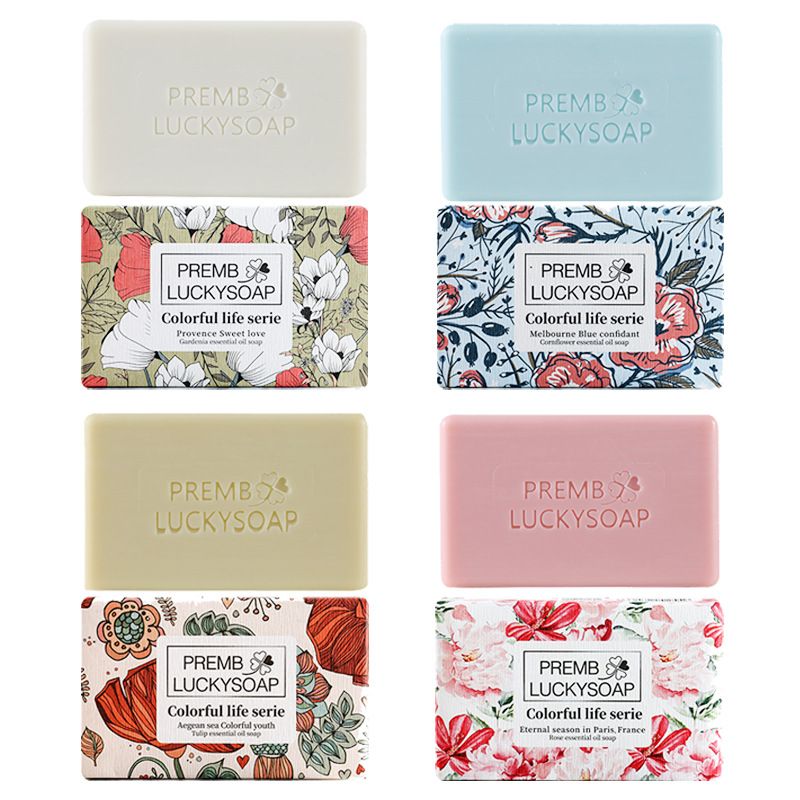 PREMB
LUCKYSOAP
PREMB
LUCKYSOAP
PREMB
LUCKYSOAP
Colorful life serie
Provence Sweet love
Gardenia essential oil soap
PREMB
LUCKYSOAP
Colorful life serie
Melbourne Blue confidant
Cornflower essential oil soap
PREMB
LUCKYSOAP
PREMB
LUCKYSOAP
PREMB
LUCKYSOAP
Colorful life serie
Aegean sea Colorful youth
Tulip essential oil soap
PREMB
LUCKYSOAP
Colorful life serie
Eternal season in Paris, France
Rose essential oil soap